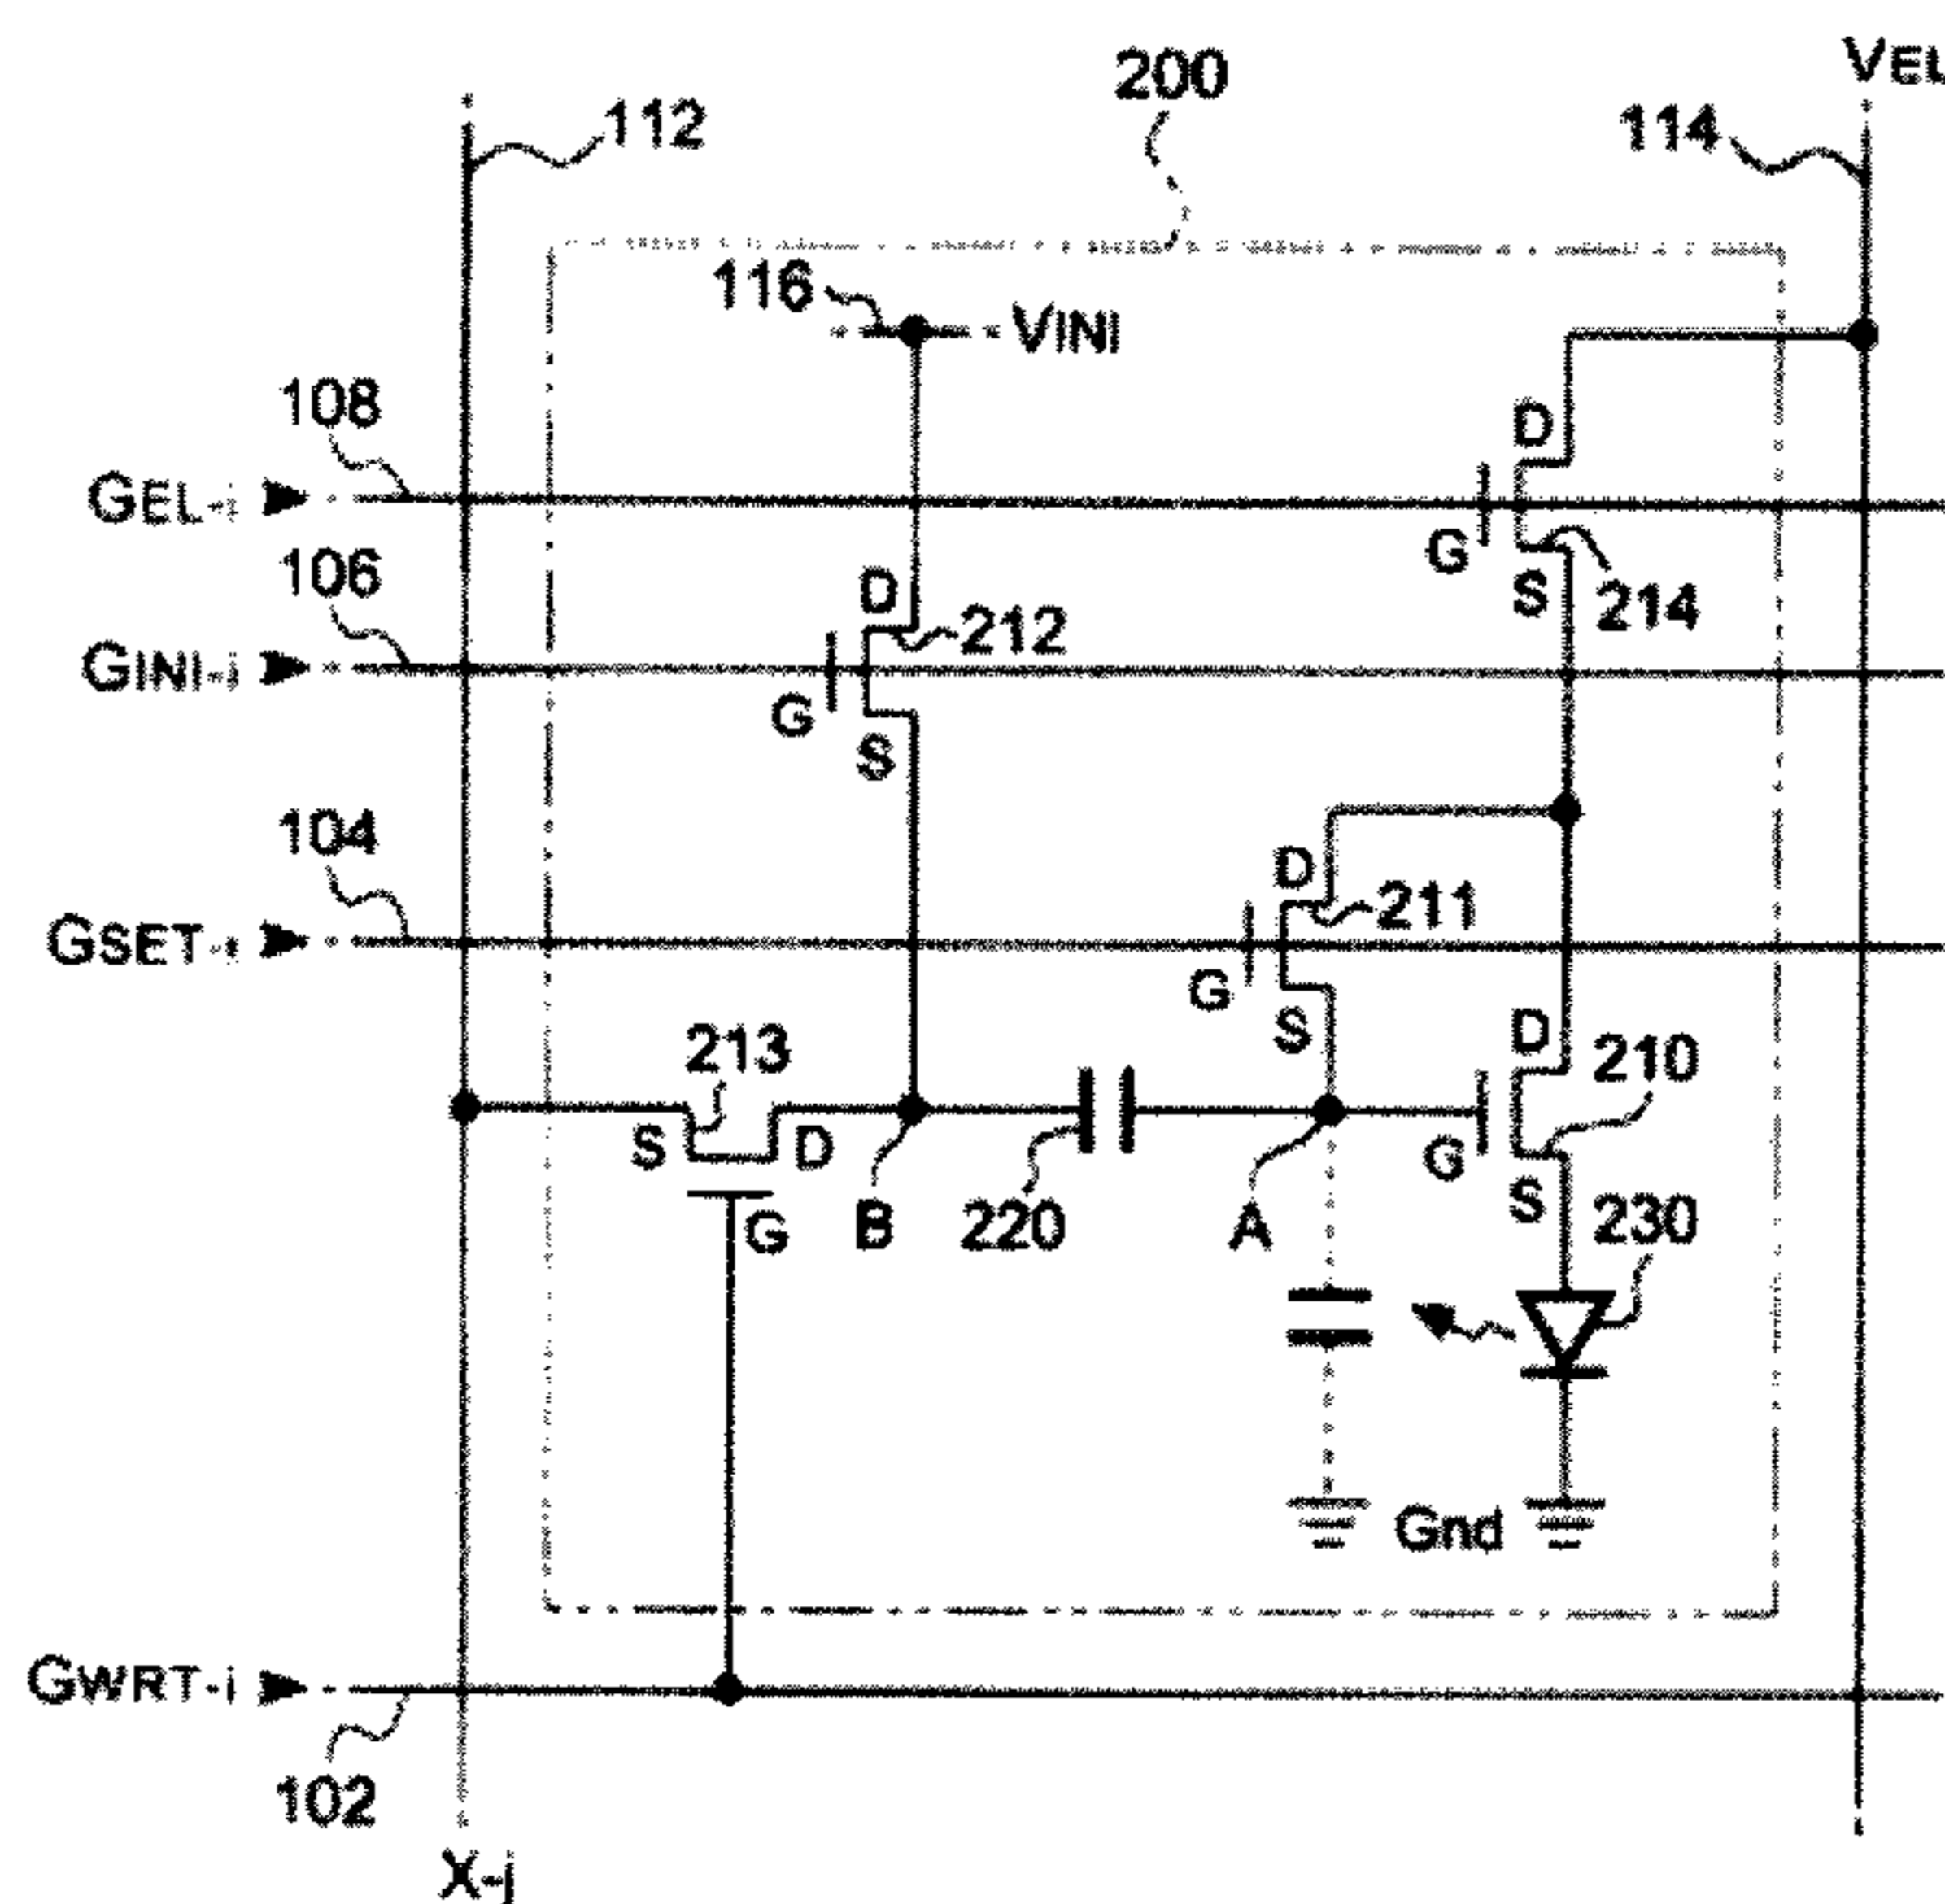 200
VEL
112
114
116
VINI
108
D
GEL-i
G
S
214
106
D
212
GINI-i
G
S
104
D
211
GSET-i
G
S
213
D
210
S
D
G
S
G
B
220
A
230
Gnd
GWRT-i
102
X-j